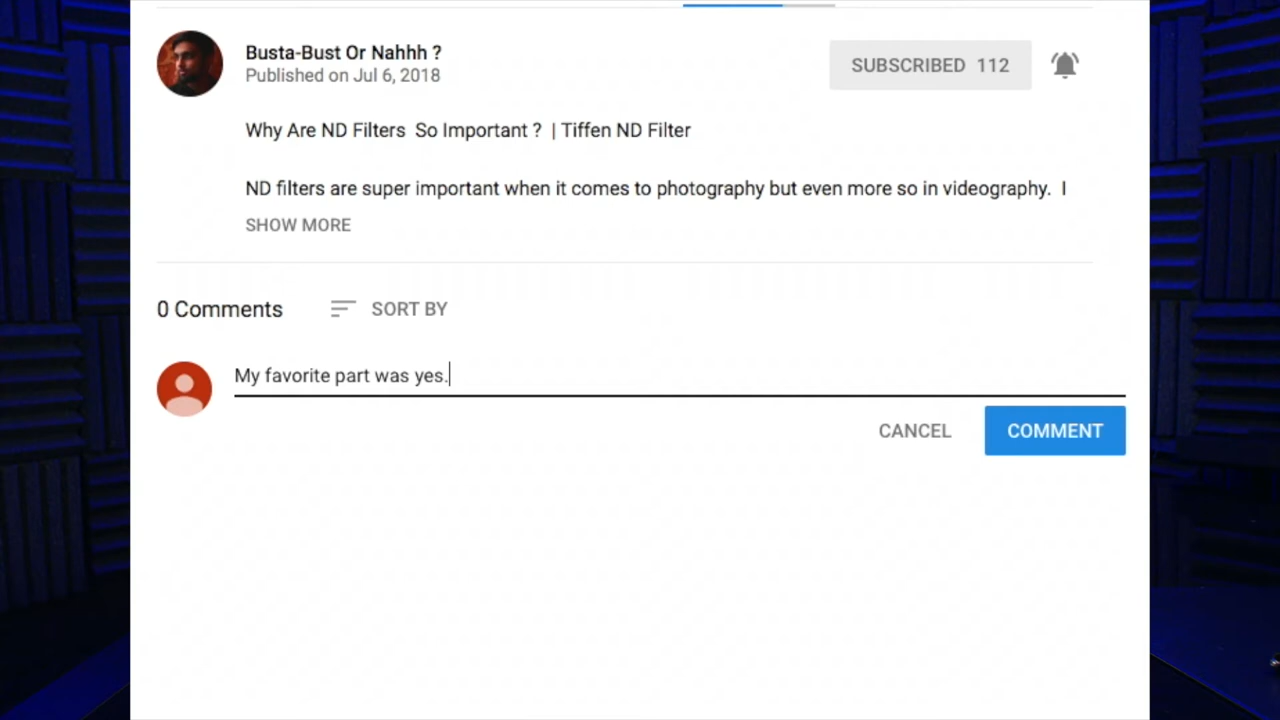 Busta-Bust Or Nahhh ?
Published on Jul 6, 2018
SUBSCRIBED 112
Why Are ND Filters So Important ? | Tiffen ND Filter
ND filters are super important when it comes to photography but even more so in videography. I
SHOW MORE
0 Comments
SORT BY
My favorite part was yes.
CANCEL
COMMENT